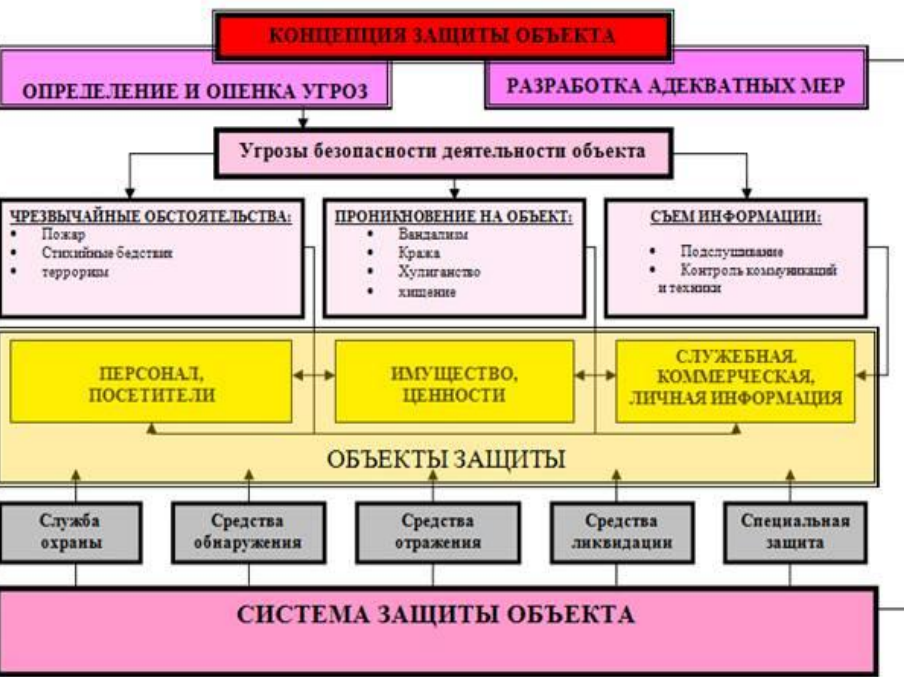 КОНЦЕПЦИЯ ЗАЩИТЫ ОБЪЕКТА
ОПРЕДЕЛЕНИЕ И ОЦЕНКА УГРОЗ
РАЗРАБОТКА АДЕКВАТНЫХ МЕР
Угрозы безопасности деятельности объекта
ЧРЕЗВЫЧАЙНЫЕ ОБСТОЯТЕЛЬСТВА:
• Пожар
• Стихийные бедствия
• терроризм
ПРОНИКНОВЕНИЕ НА ОБЪЕКТ:
• Вандализм
• Кража
• Хулиганство
• хищение
СЪЕМ ИНФОРМАЦИИ:
• Подслушивание
• Контроль коммуникаций
и техники
ПЕРСОНАЛ,
ПОСЕТИТЕЛИ
ИМУЩЕСТВО,
ЦЕННОСТИ
СЛУЖЕБНАЯ.
КОММЕРЧЕСКАЯ,
ЛИЧНАЯ ИНФОРМАЦИЯ
ОБЪЕКТЫ ЗАЩИТЫ
Служба
охраны
Средства
обнаружения
Средства
отражения
Средства
ликвидации
Специальная
защита
СИСТЕМА ЗАЩИТЫ ОБЪЕКТА